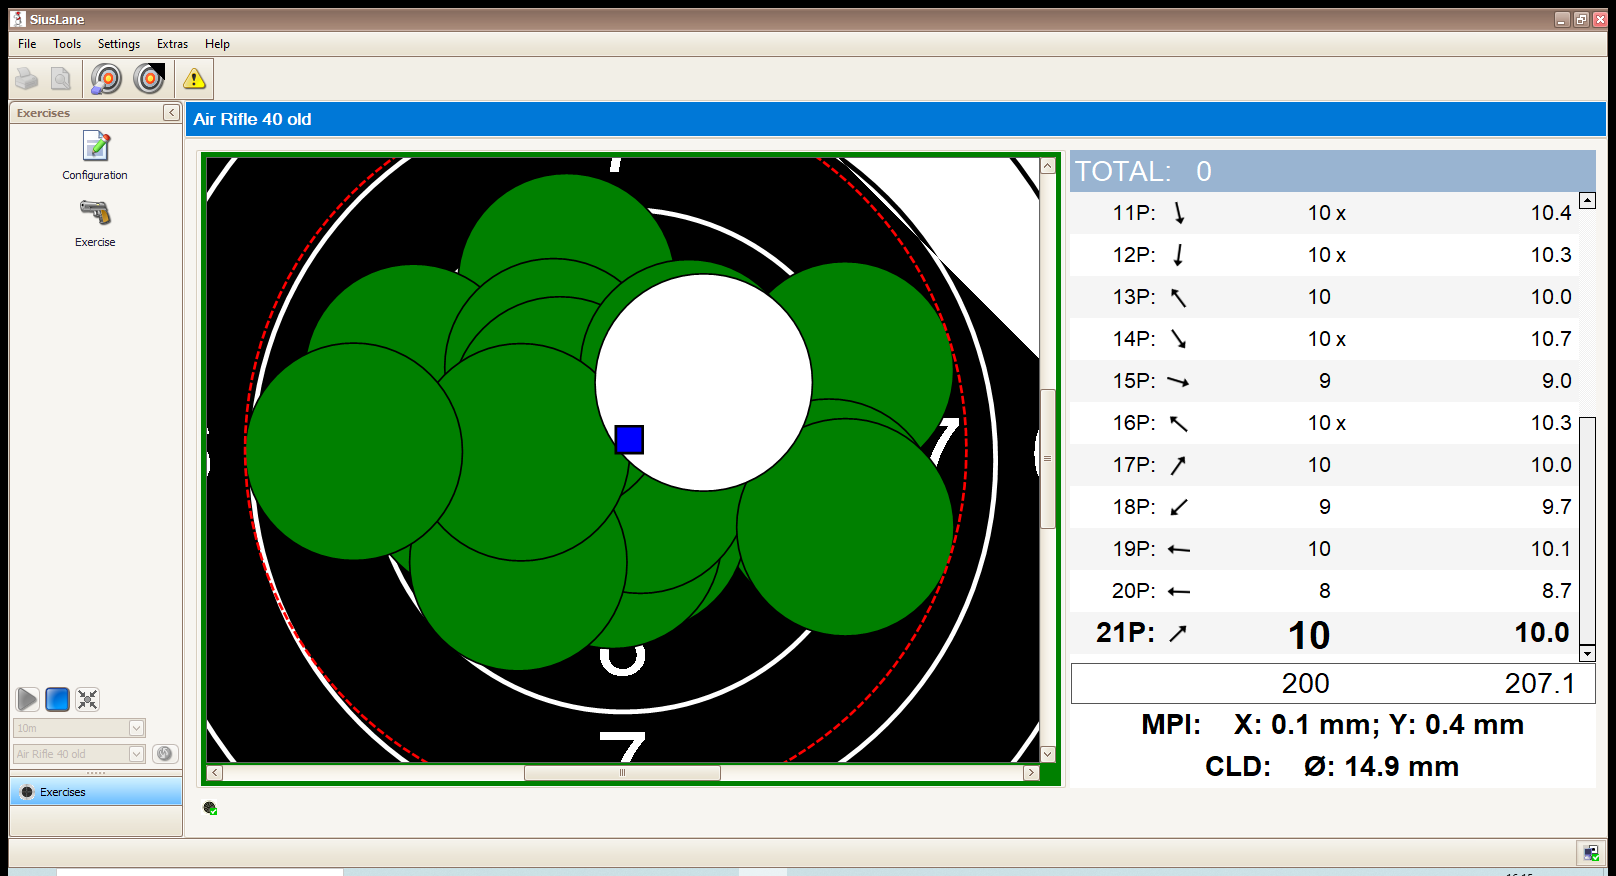 SiusLane
File Tools Settings Extras Help
Exercises
Configuration
Exercise
10m
Air Rifle 40 old
Exercises
Air Rifle 40 old
7
8
7
TOTAL: 0
11P: 10 x 10.4
12P: 10 x 10.3
13P: 10 10.0
14P: 10 x 10.7
15P: 9 9.0
16P: 10 x 10.3
17P: 10 10.0
18P: 9 9.7
19P: 10 10.1
20P: 8 8.7
21P: 10 10.0
200 207.1
MPI: X: 0.1 mm; Y: 0.4 mm
CLD: Ø: 14.9 mm